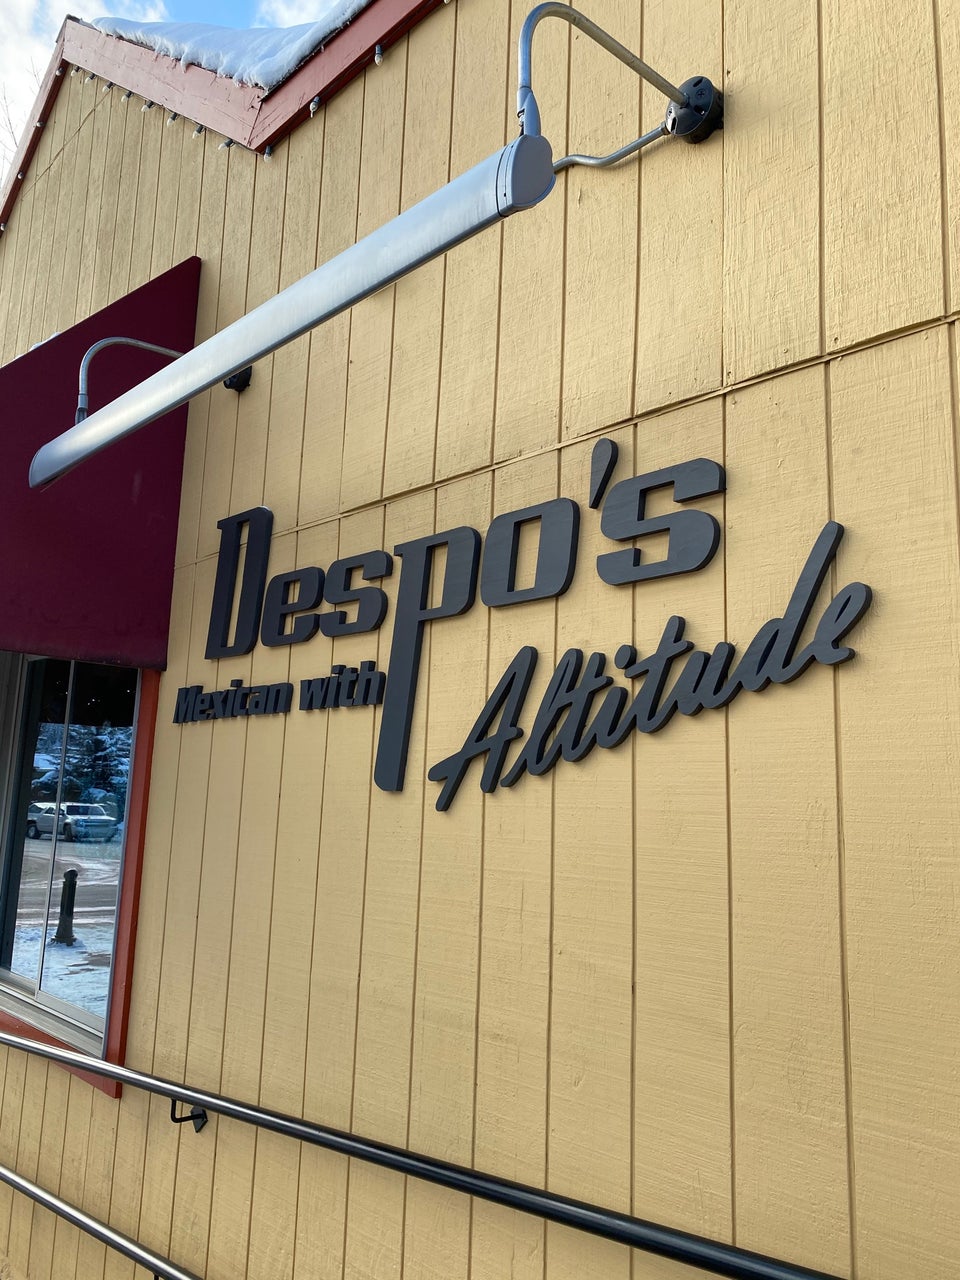 Despo's
Mexican with
Altitude